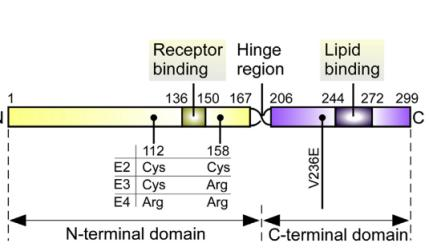 Receptor binding
Hinge region
Lipid binding
1 136 150 167 206 244 272 299
N C
112 158
E2 Cys Cys
E3 Cys Arg
E4 Arg Arg
V236E
N-terminal domain C-terminal domain